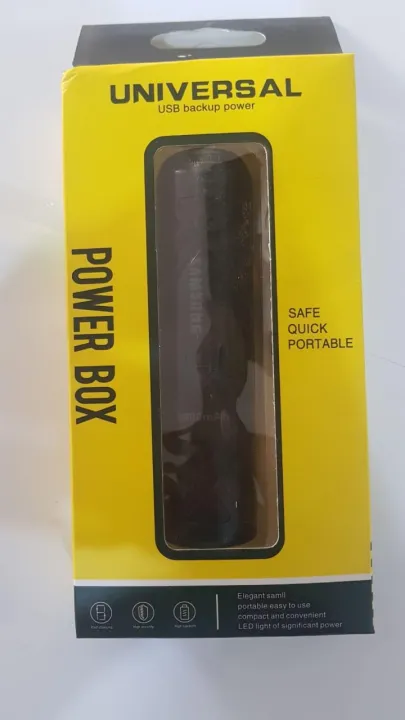 UNIVERSAL
USB backup power
POWER BOX
SAFE
QUICK
PORTABLE
SAMSUNG
Elegant samll
portable easy to use
compact and convenient
LED light of significant power